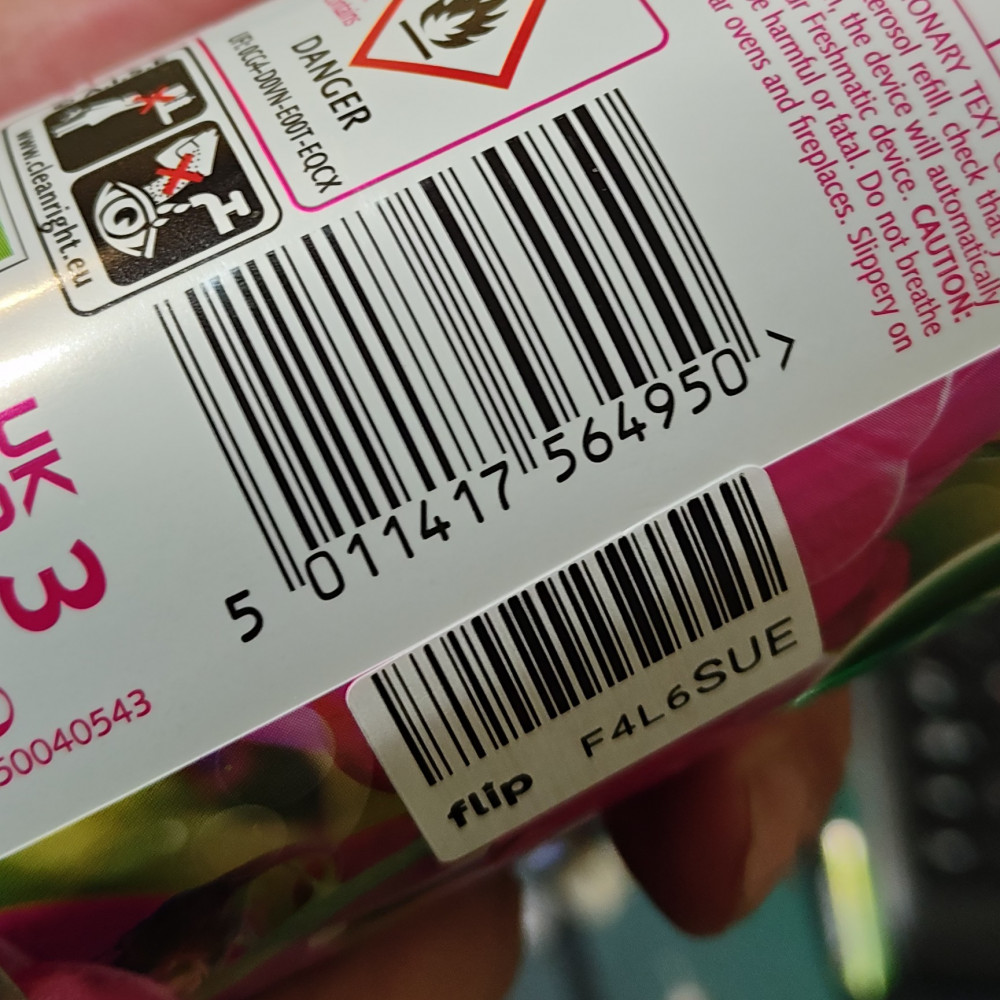 ntains
DANGER
UFI: 0CG4-D0VN-E00T-EQCX
www.cleanright.eu
ONARY TEXT
erosol refill, check that
, the device will automatically
r Freshmatic device. CAUTION:
e harmful or fatal. Do not breathe
ar ovens and fireplaces. Slippery on
5 011417 564950 >
UK
3
50040543
flip F4L6SUE